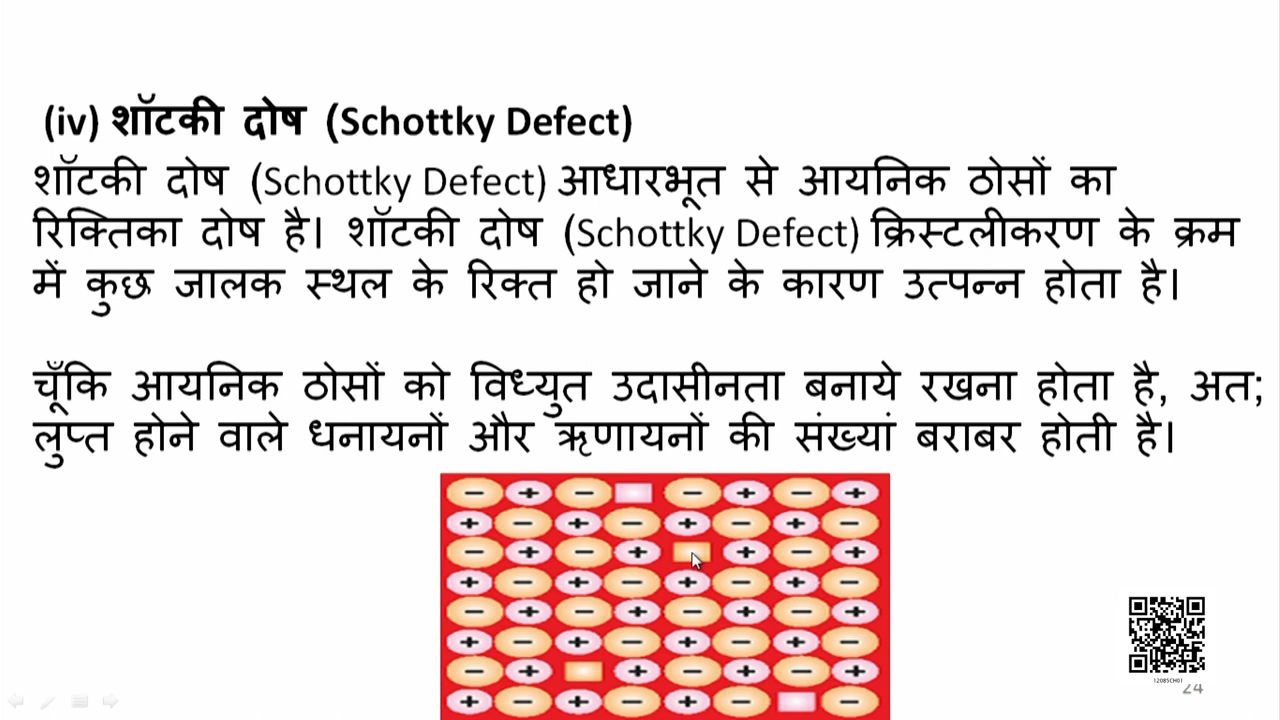 (iv) शॉटकी दोष (Schottky Defect)
शॉटकी दोष (Schottky Defect) आधारभूत से आयनिक ठोसों का
रिक्तिका दोष है। शॉटकी दोष (Schottky Defect) क्रिस्टलीकरण के क्रम
में कुछ जालक स्थल के रिक्त हो जाने के कारण उत्पन्न होता है।
चूँकि आयनिक ठोसों को विध्युत उदासीनता बनाये रखना होता है, अत;
लुप्त होने वाले धनायनों और ऋणायनों की संख्यां बराबर होती है।
− + − − + − +
+ − + − + − + −
− + − + + − +
+ − + − + − + −
− + − + − + − +
+ − + − + − + −
− + + − + − +
+ − + − + − −
12085CH01
24